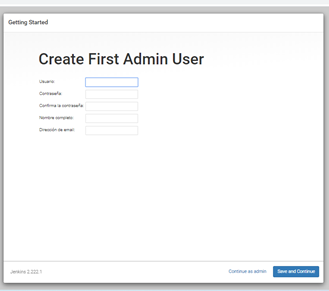 Getting Started
Create First Admin User
Usuario:
Contraseña:
Confirma la contraseña:
Nombre completo:
Dirección de email:
Jenkins 2.222.1
Continue as admin
Save and Continue